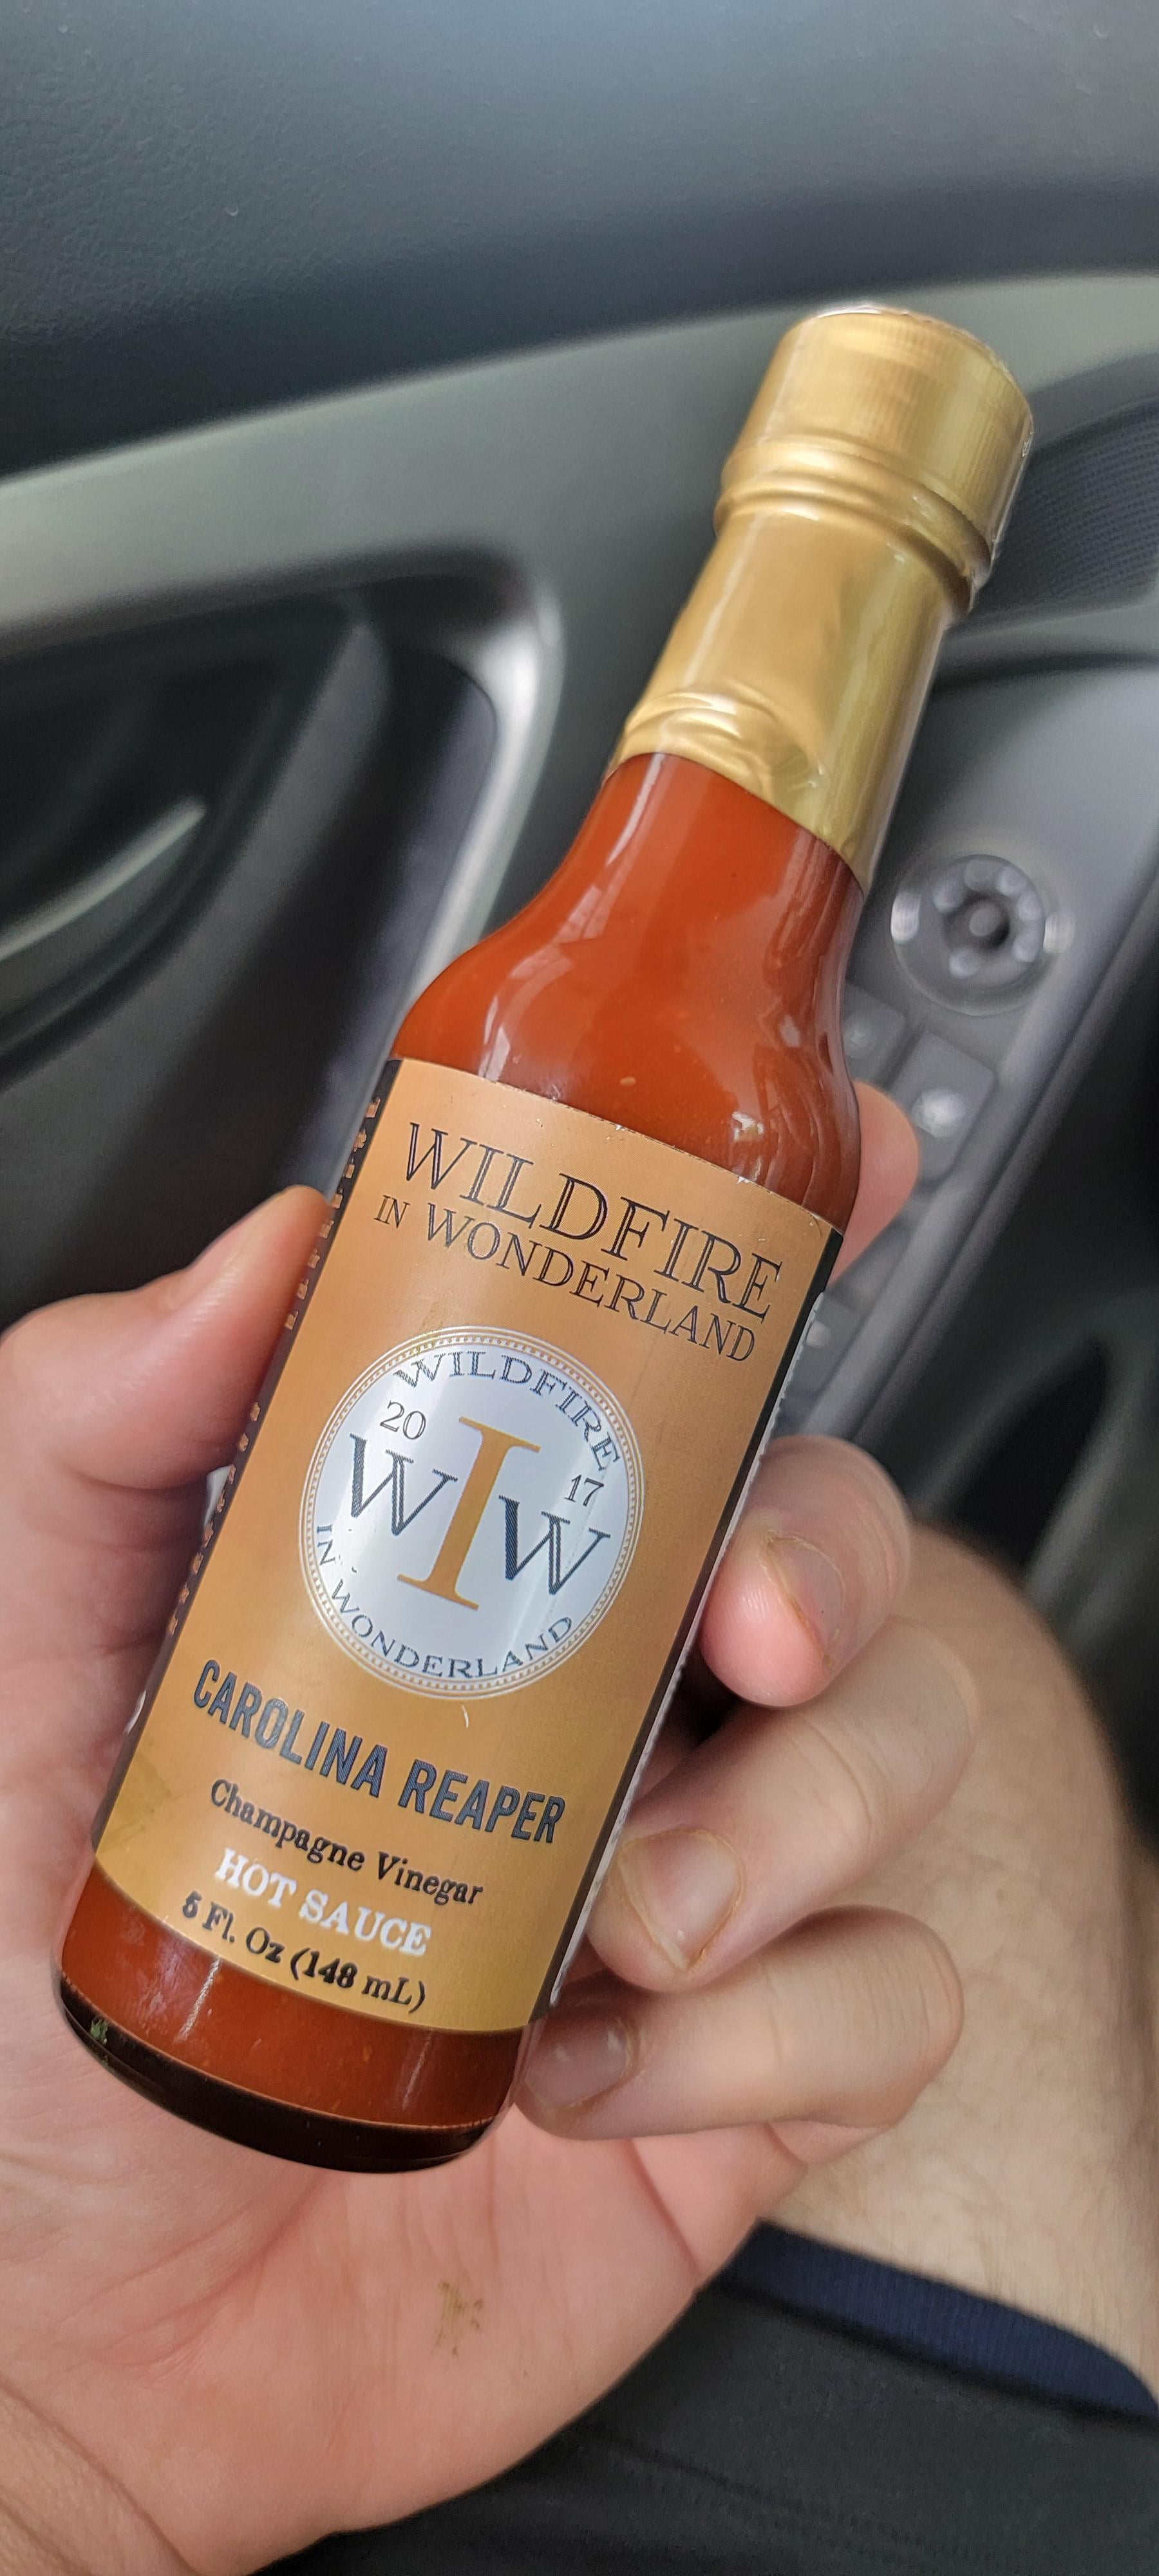 WILDFIRE
IN WONDERLAND
WILDFIRE
20
17
W I W
IN WONDERLAND
CAROLINA REAPER
Champagne Vinegar
HOT SAUCE
5 Fl. Oz (148 mL)